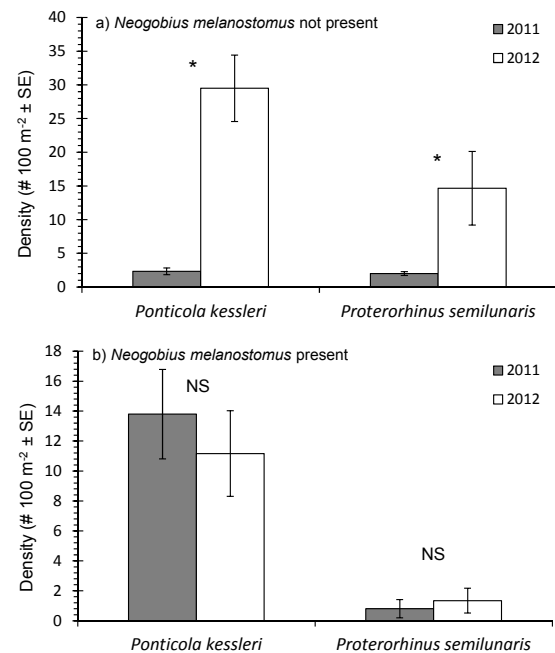 a) Neogobius melanostomus not present
2011
2012
40
35
30
25
20
15
10
5
0
Density (# 100 m⁻² ± SE)
*
*
Ponticola kessleri
Proterorhinus semilunaris
b) Neogobius melanostomus present
2011
2012
18
16
14
12
10
8
6
4
2
0
Density (# 100 m⁻² ± SE)
NS
NS
Ponticola kessleri
Proterorhinus semilunaris